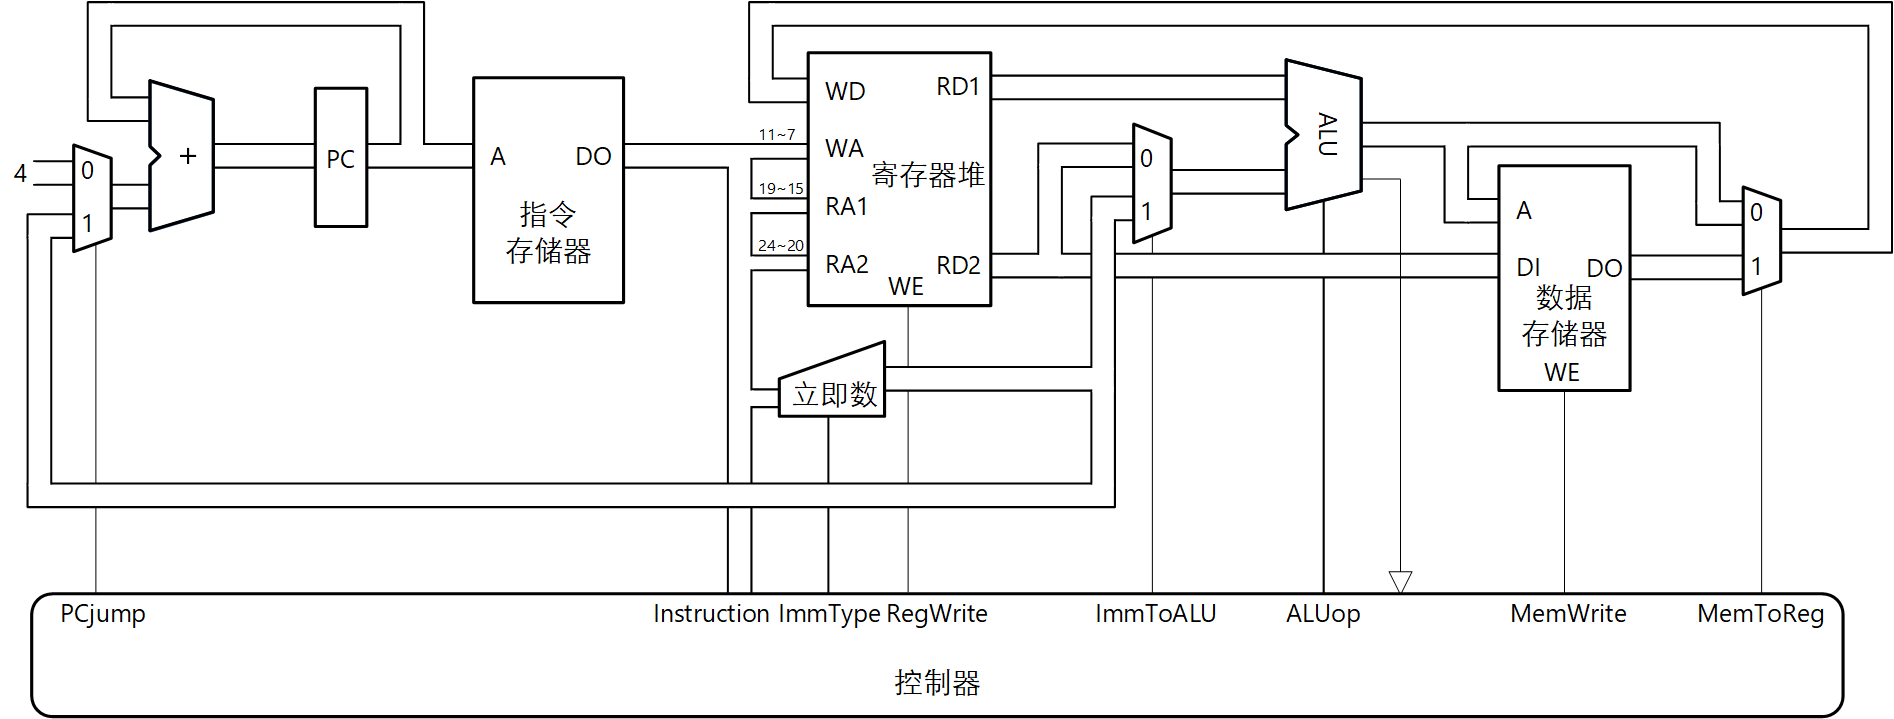 4
0
1
+
PC
A
DO
指令
存储器
11~7
19~15
24~20
WD
WA
RA1
RA2
RD1
寄存器堆
RD2
WE
立即数
0
1
ALU
A
DI
DO
数据
存储器
WE
0
1
PCjump
Instruction
ImmType
RegWrite
ImmToALU
ALUop
MemWrite
MemToReg
控制器